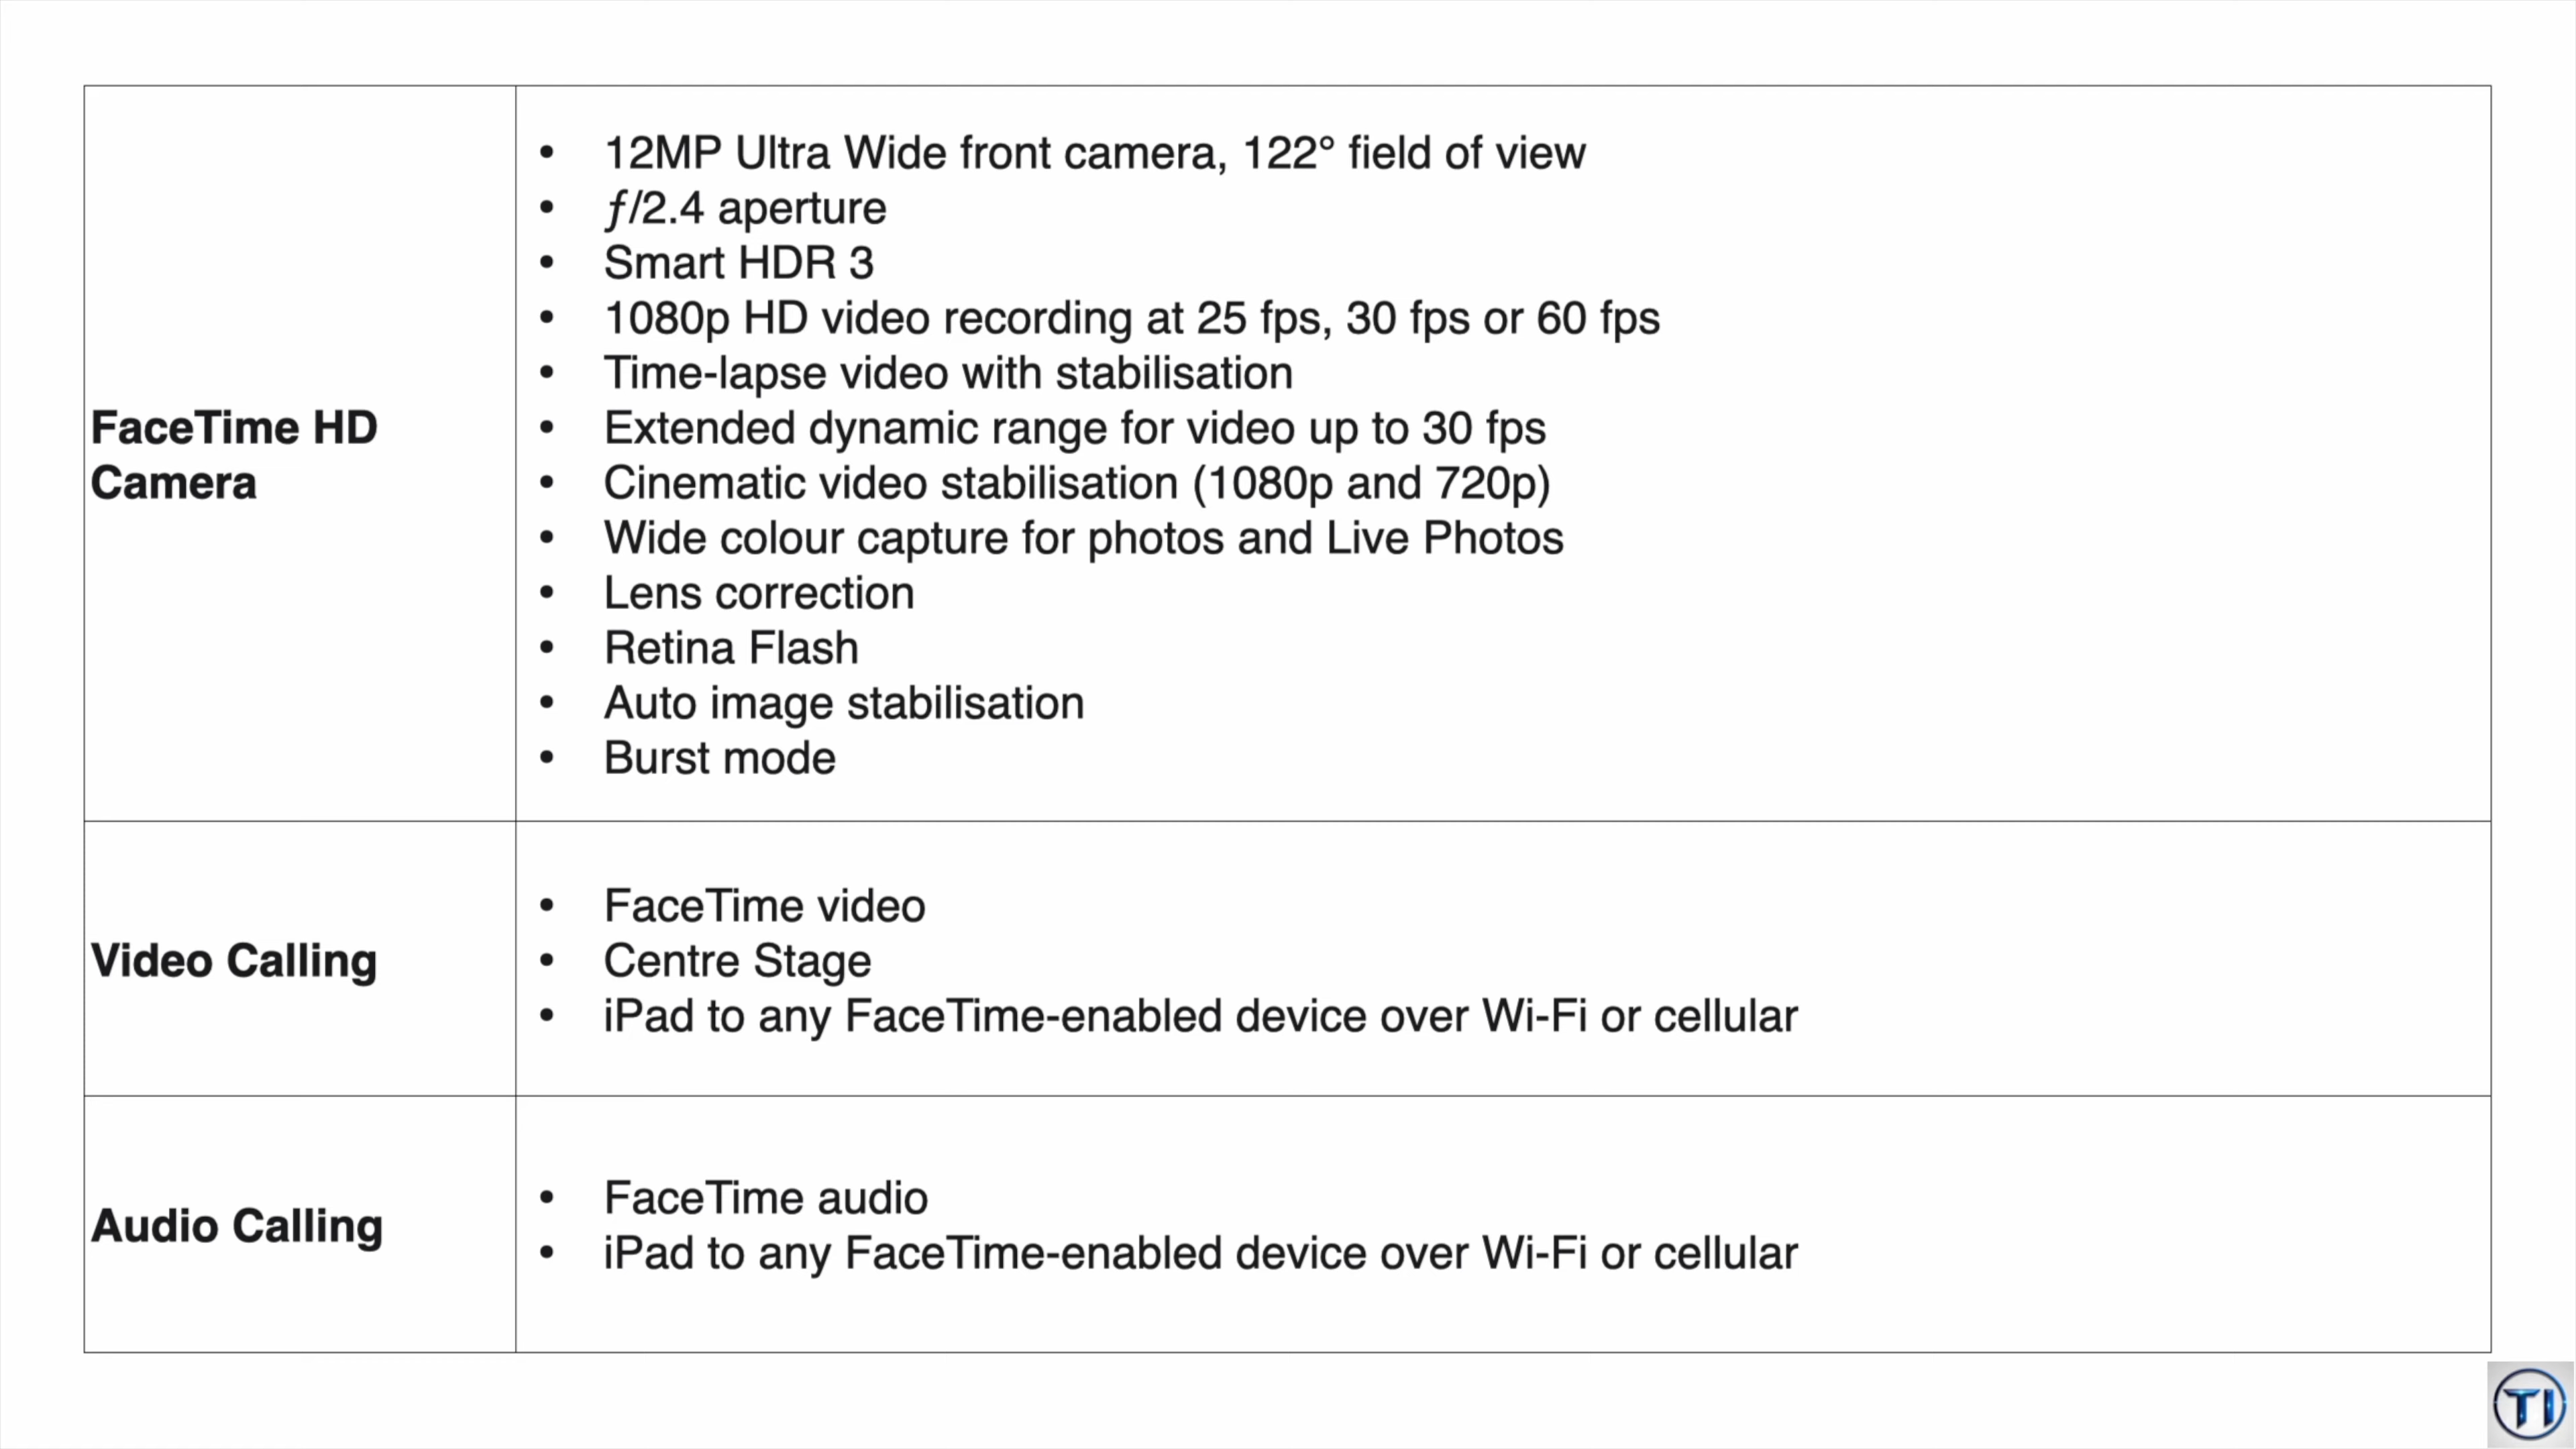 • 12MP Ultra Wide front camera, 122° field of view
• ƒ/2.4 aperture
• Smart HDR 3
• 1080p HD video recording at 25 fps, 30 fps or 60 fps
• Time-lapse video with stabilisation
FaceTime HD
Camera
• Extended dynamic range for video up to 30 fps
• Cinematic video stabilisation (1080p and 720p)
• Wide colour capture for photos and Live Photos
• Lens correction
• Retina Flash
• Auto image stabilisation
• Burst mode
Video Calling
• FaceTime video
• Centre Stage
• iPad to any FaceTime-enabled device over Wi-Fi or cellular
Audio Calling
• FaceTime audio
• iPad to any FaceTime-enabled device over Wi-Fi or cellular
TI